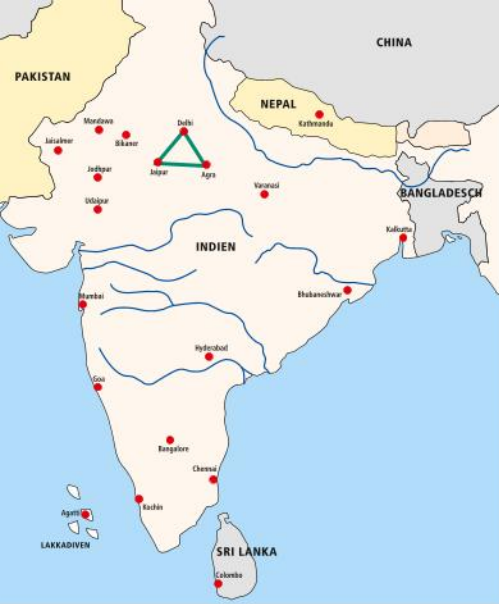 CHINA
PAKISTAN
NEPAL
Kathmandu
Mandawa
Delhi
Bikaner
Jaisalmer
Jodhpur
Jaipur
Agra
Varanasi
BANGLADESCH
Udaipur
Kalkutta
INDIEN
Mumbai
Bhubaneshwar
Hyderabad
Goa
Bangalore
Chennai
Kochin
Agatti
LAKKADIVEN
SRI LANKA
Colombo